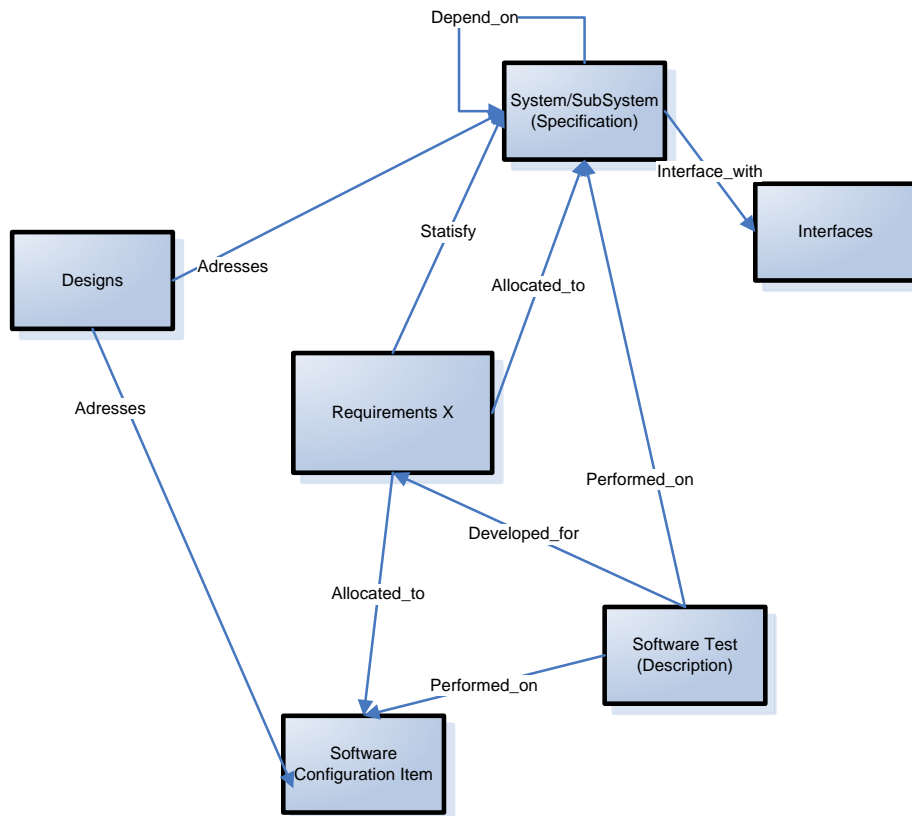 Depend_on
System/SubSystem
(Specification)
Interface_with
Interfaces
Statisfy
Designs
Adresses
Allocated_to
Adresses
Requirements X
Performed_on
Developed_for
Allocated_to
Software Test
(Description)
Performed_on
Software
Configuration Item